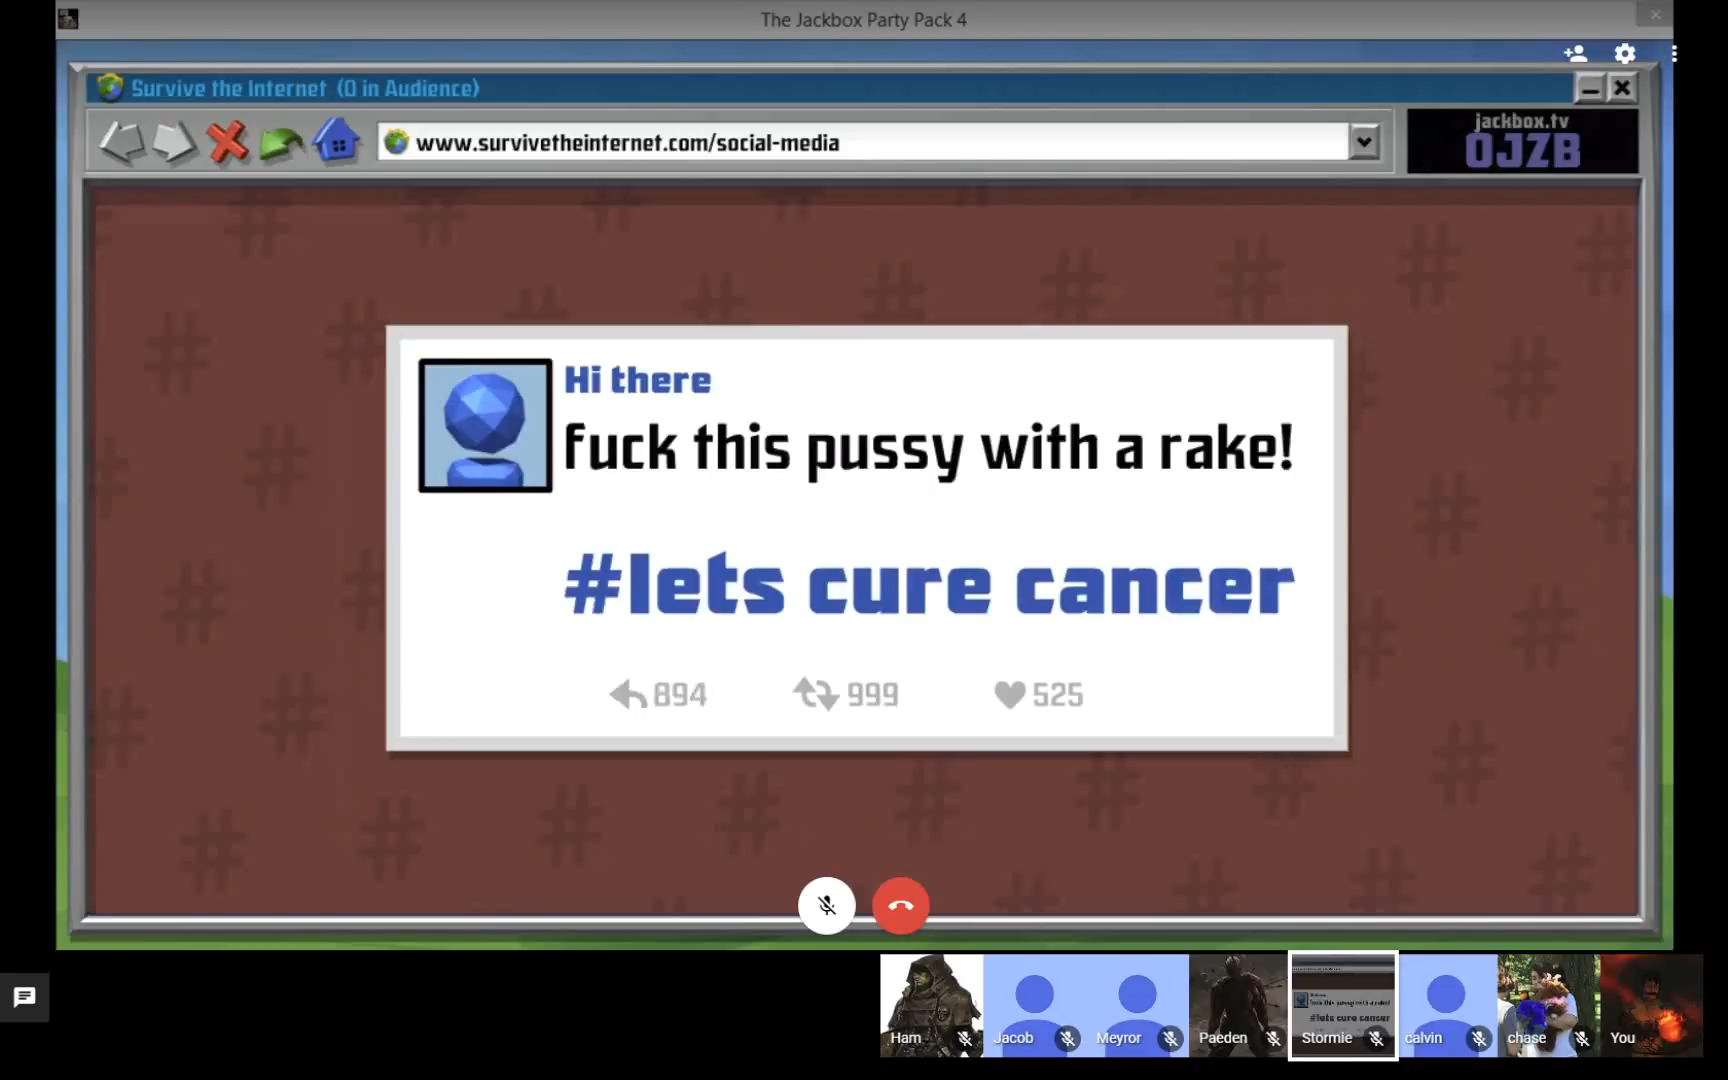 The Jackbox Party Pack 4
Survive the Internet (0 in Audience)
www.survivetheinternet.com/social-media
jackbox.tv
OJZB
Hi there
fuck this pussy with a rake!
#lets cure cancer
894 999 525
Ham Jacob Meyror Paeden Stormie calvin chase You